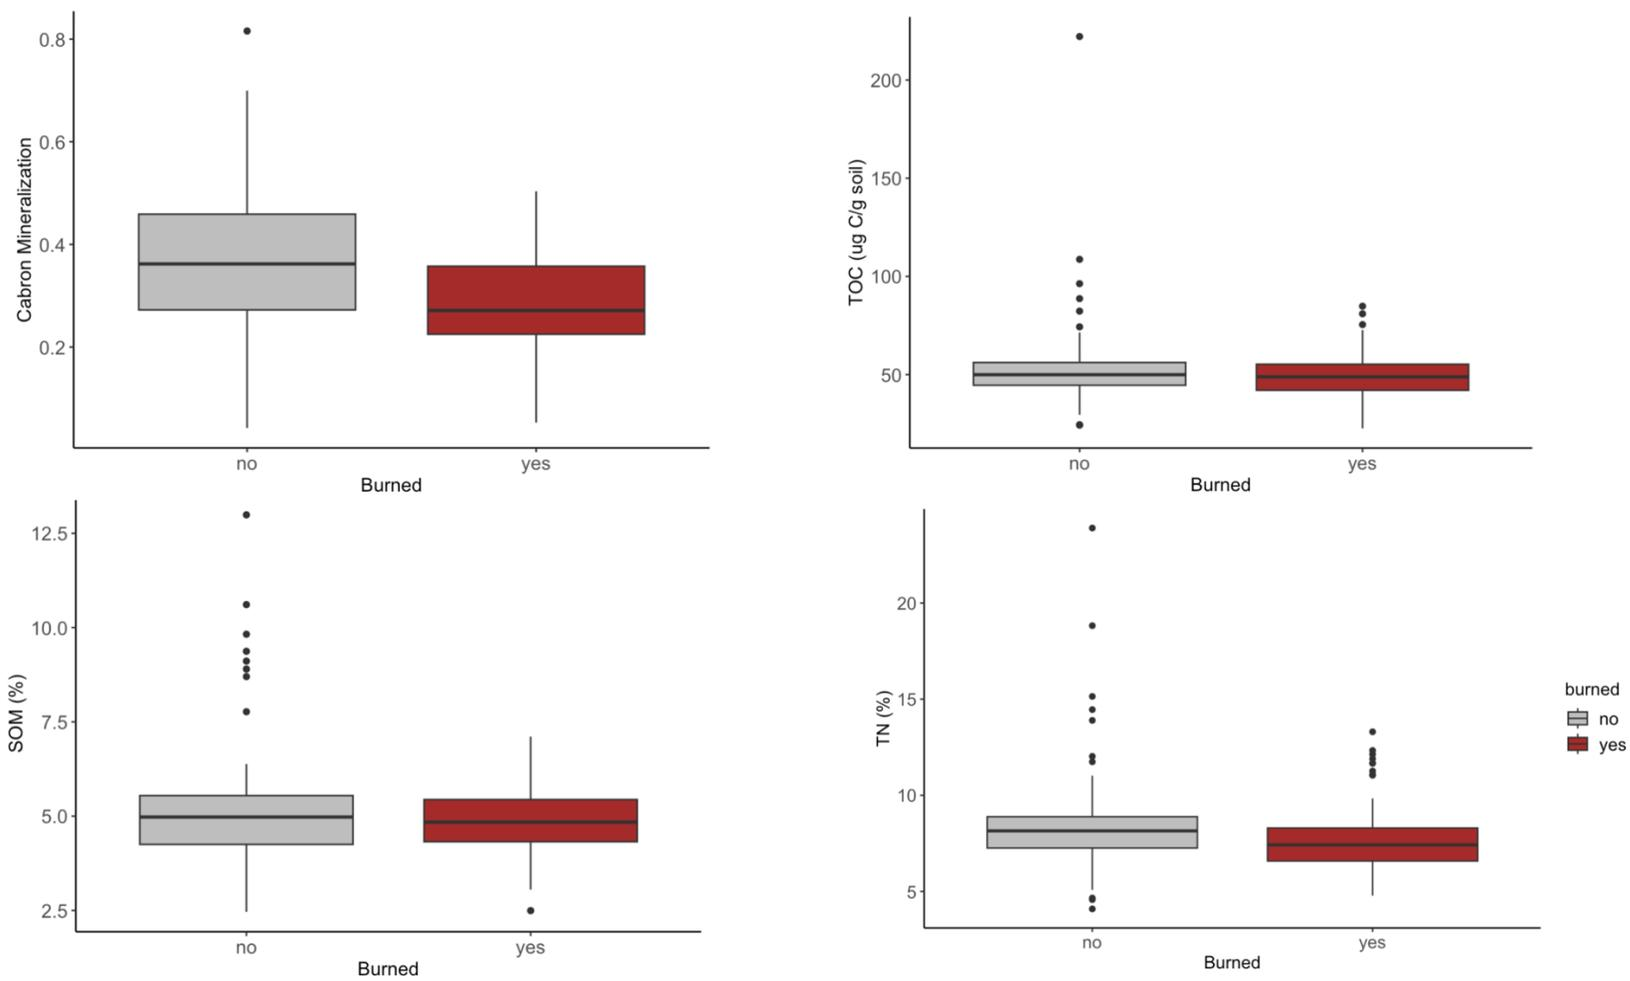 0.8
0.6
0.4
0.2
Cabron Mineralization
no
yes
Burned
200
150
100
50
TOC (ug C/g soil)
no
yes
Burned
12.5
10.0
7.5
5.0
2.5
SOM (%)
no
yes
Burned
20
15
10
5
TN (%)
no
yes
Burned
burned
no
yes